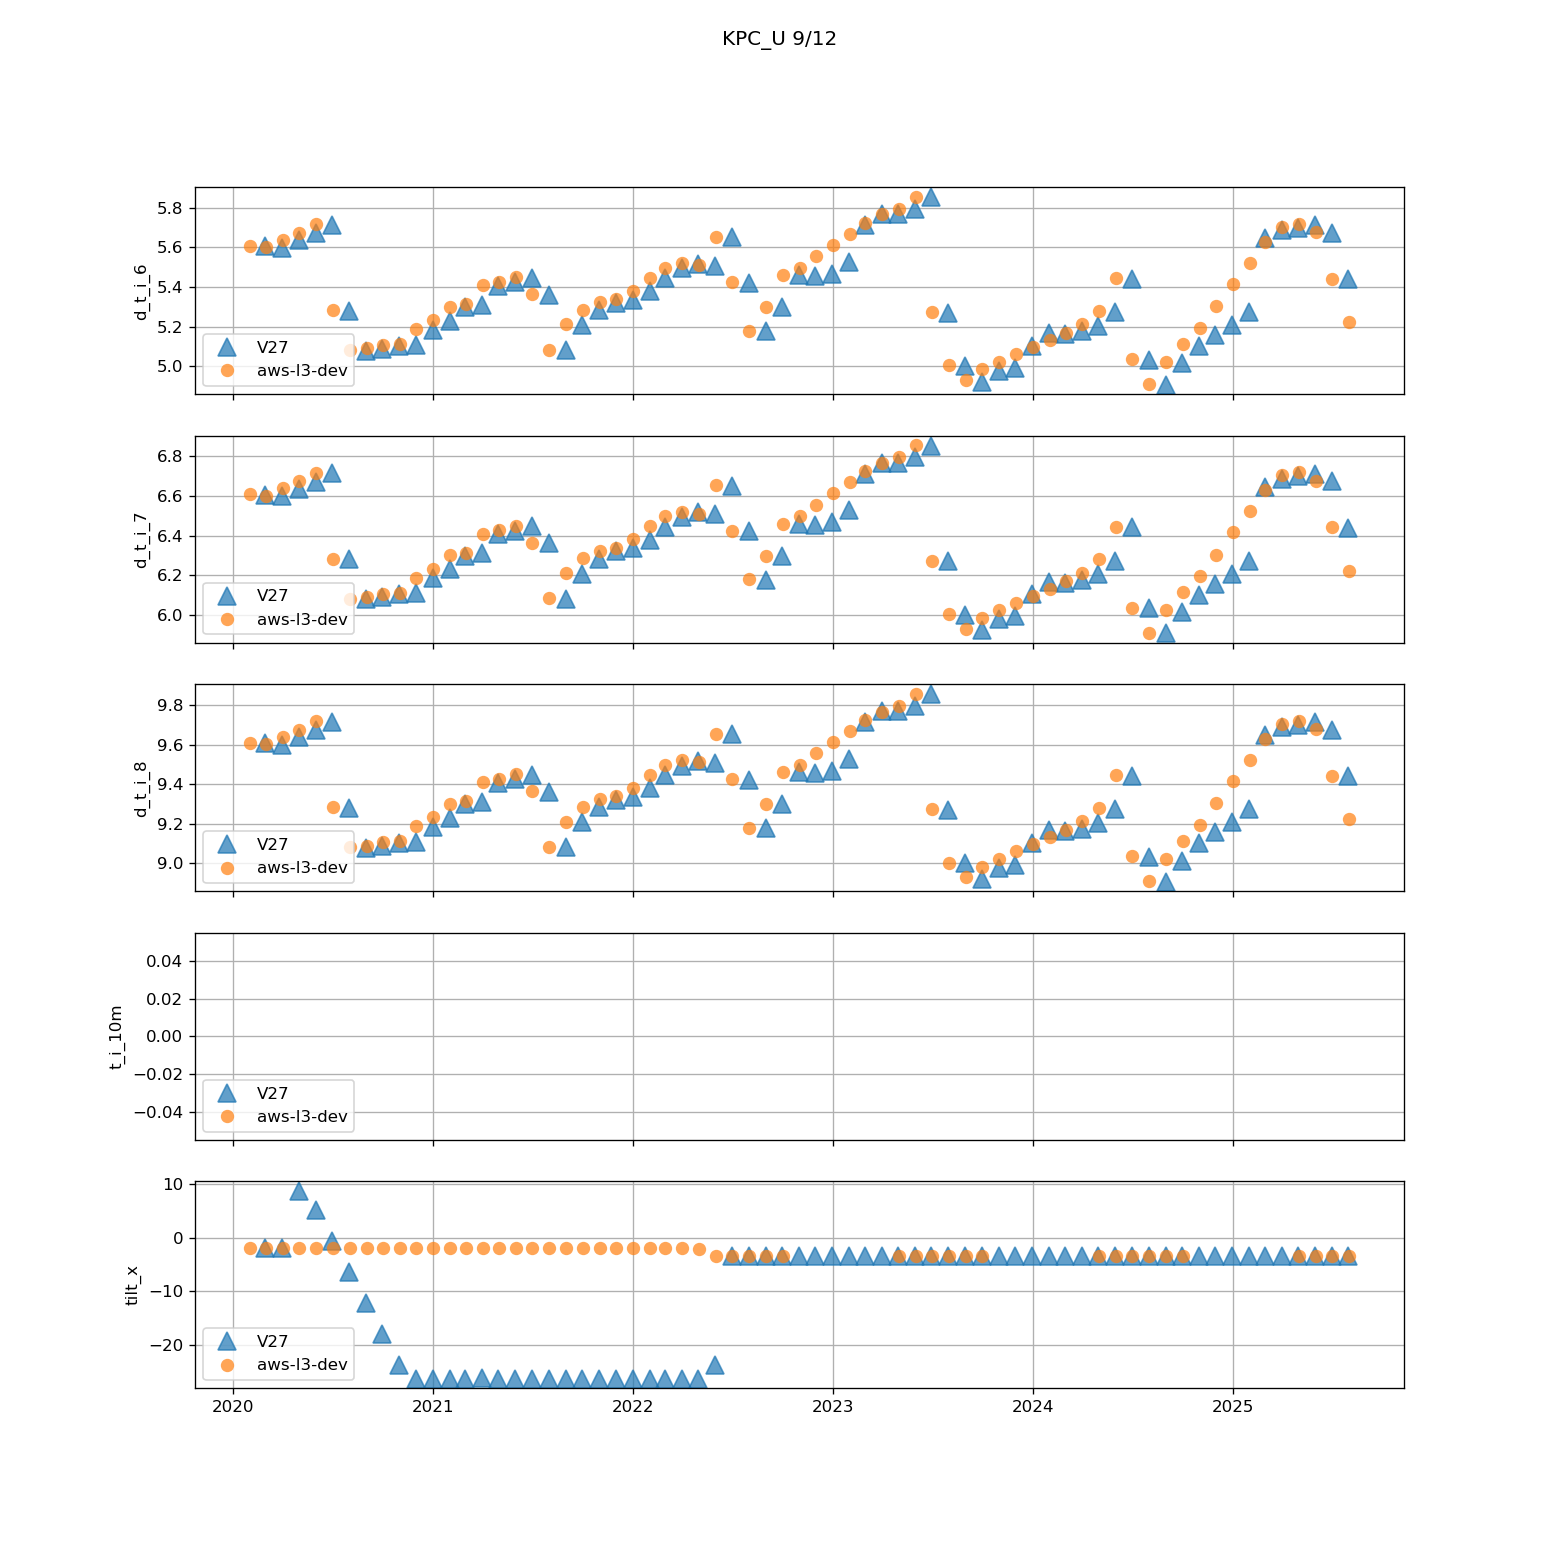 KPC_U 9/12
5.8
5.6
5.4
5.2
5.0
d_t_i_6
V27
aws-l3-dev
6.8
6.6
6.4
6.2
6.0
d_t_i_7
V27
aws-l3-dev
9.8
9.6
9.4
9.2
9.0
d_t_i_8
V27
aws-l3-dev
0.04
0.02
0.00
−0.02
−0.04
t_i_10m
V27
aws-l3-dev
10
0
−10
−20
tilt_x
V27
aws-l3-dev
2020 2021 2022 2023 2024 2025